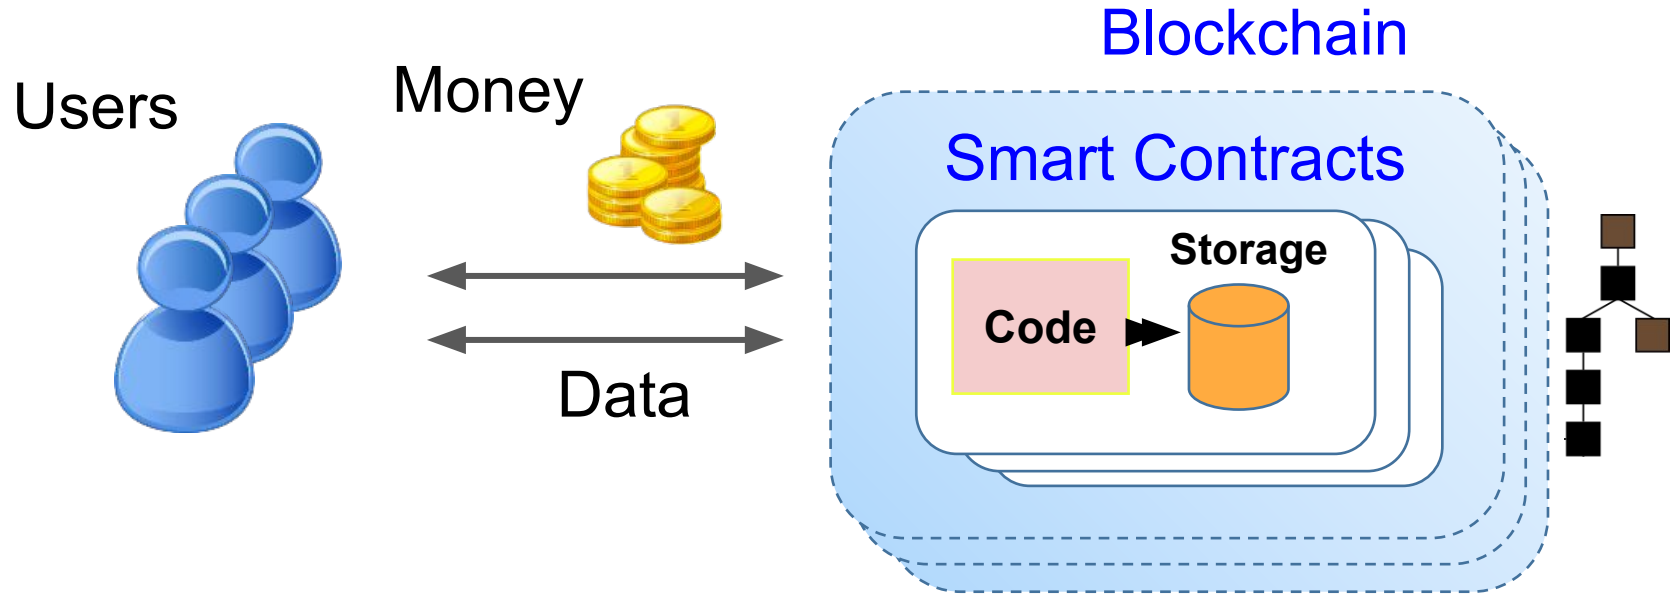 Users
Money
Data
Blockchain
Smart Contracts
Code
Storage